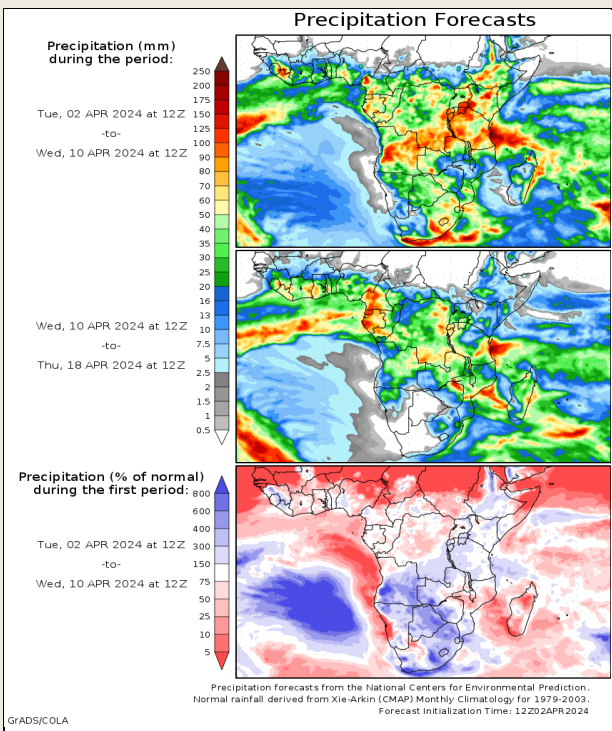 Precipitation Forecasts
Precipitation (mm)
during the period:
Tue, 02 APR 2024 at 12Z
-to-
Wed, 10 APR 2024 at 12Z
250
200
175
150
125
100
90
80
70
60
50
40
35
30
25
20
16
13
10
7.5
5
2.5
2
1.5
1
0.5
Wed, 10 APR 2024 at 12Z
-to-
Thu, 18 APR 2024 at 12Z
Precipitation (% of normal)
during the first period:
Tue, 02 APR 2024 at 12Z
-to-
Wed, 10 APR 2024 at 12Z
800
600
400
300
150
75
50
25
10
5
Precipitation forecasts from the National Centers for Environmental Prediction.
Normal rainfall derived from Xie-Arkin (CMAP) Monthly Climatology for 1979-2003.
Forecast Initialization Time: 12Z02APR2024
GrADS/COLA